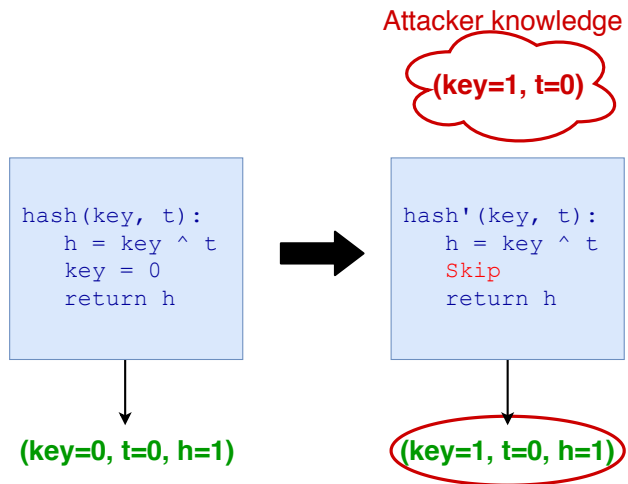 Attacker knowledge
(key=1, t=0)
hash(key, t):
h = key ^ t
key = 0
return h
hash'(key, t):
h = key ^ t
Skip
return h
(key=0, t=0, h=1)
(key=1, t=0, h=1)